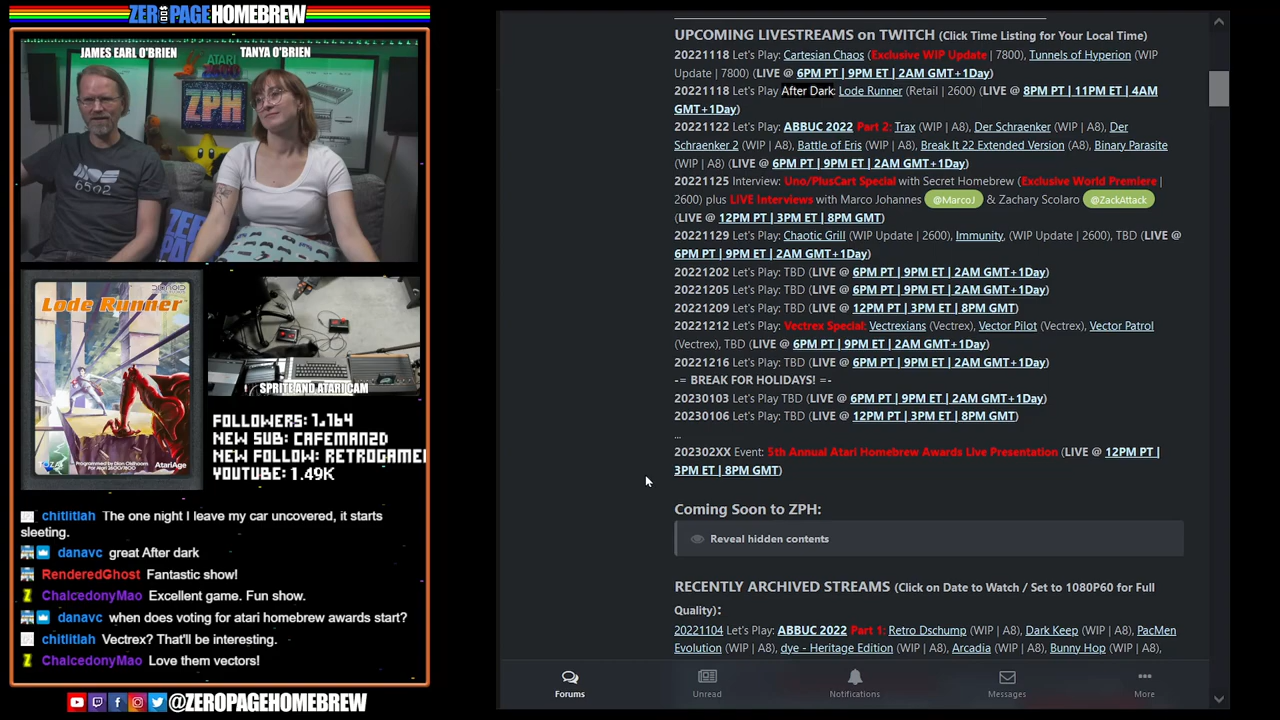 ZEROPAGEHOMEBREW
JAMES EARL O'BRIEN
TANYA O'BRIEN
ATARI
ZPH
6502
Lode Runner
Programmed by Dion Olsthoorn
For Atari 2600/7800
AtariAge
SPRITE AND ATARI CAM
FOLLOWERS: 1,164
NEW SUB: CAFEMAN2D
NEW FOLLOW: RETROGAMER
YOUTUBE: 1.49K
chitlitlah The one night I leave my car uncovered, it starts
sleeting.
danavc great After dark
RenderedGhost Fantastic show!
ChalcedonyMao Excellent game. Fun show.
danavc when does voting for atari homebrew awards start?
chitlitlah Vectrex? That'll be interesting.
ChalcedonyMao Love them vectors!
@ZEROPAGEHOMEBREW
UPCOMING LIVESTREAMS on TWITCH (Click Time Listing for Your Local Time)
20221118 Let's Play: Cartesian Chaos (Exclusive WIP Update | 7800), Tunnels of Hyperion (WIP
Update | 7800) (LIVE @ 6PM PT | 9PM ET | 2AM GMT+1Day)
20221118 Let's Play After Dark: Lode Runner (Retail | 2600) (LIVE @ 8PM PT | 11PM ET | 4AM
GMT+1Day)
20221122 Let's Play: ABBUC 2022 Part 2: Trax (WIP | A8), Der Schraenker (WIP | A8), Der
Schraenker 2 (WIP | A8), Battle of Eris (WIP | A8), Break It 22 Extended Version (A8), Binary Parasite
(WIP | A8) (LIVE @ 6PM PT | 9PM ET | 2AM GMT+1Day)
20221125 Interview: Uno/PlusCart Special with Secret Homebrew (Exclusive World Premiere |
2600) plus LIVE Interviews with Marco Johannes @MarcoJ & Zachary Scolaro @ZackAttack
(LIVE @ 12PM PT | 3PM ET | 8PM GMT)
20221129 Let's Play: Chaotic Grill (WIP Update | 2600), Immunity, (WIP Update | 2600), TBD (LIVE @
6PM PT | 9PM ET | 2AM GMT+1Day)
20221202 Let's Play: TBD (LIVE @ 6PM PT | 9PM ET | 2AM GMT+1Day)
20221205 Let's Play: TBD (LIVE @ 6PM PT | 9PM ET | 2AM GMT+1Day)
20221209 Let's Play: TBD (LIVE @ 12PM PT | 3PM ET | 8PM GMT)
20221212 Let's Play: Vectrex Special: Vectrexians (Vectrex), Vector Pilot (Vectrex), Vector Patrol
(Vectrex), TBD (LIVE @ 6PM PT | 9PM ET | 2AM GMT+1Day)
20221216 Let's Play: TBD (LIVE @ 6PM PT | 9PM ET | 2AM GMT+1Day)
-= BREAK FOR HOLIDAYS! =-
20230103 Let's Play TBD (LIVE @ 6PM PT | 9PM ET | 2AM GMT+1Day)
20230106 Let's Play: TBD (LIVE @ 12PM PT | 3PM ET | 8PM GMT)
...
202302XX Event: 5th Annual Atari Homebrew Awards Live Presentation (LIVE @ 12PM PT |
3PM ET | 8PM GMT)
Coming Soon to ZPH:
Reveal hidden contents
RECENTLY ARCHIVED STREAMS (Click on Date to Watch / Set to 1080P60 for Full
Quality):
20221104 Let's Play: ABBUC 2022 Part 1: Retro Dschump (WIP | A8), Dark Keep (WIP | A8), PacMen
Evolution (WIP | A8), dye - Heritage Edition (WIP | A8), Arcadia (WIP | A8), Bunny Hop (WIP | A8),
Forums
Unread
Notifications
Messages
More